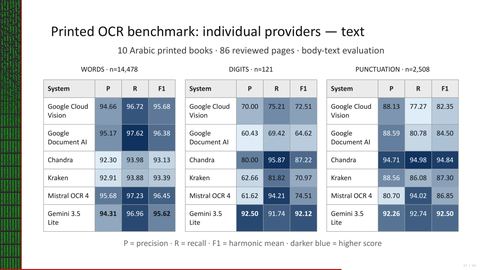 Printed OCR benchmark: individual providers — text
10 Arabic printed books · 86 reviewed pages · body-text evaluation
WORDS · n=14,478
System P R F1
Google Cloud Vision 94.66 96.72 95.68
Google Document AI 95.17 97.62 96.38
Chandra 92.30 93.98 93.13
Kraken 92.91 93.88 93.39
Mistral OCR 4 95.68 97.23 96.45
Gemini 3.5 Lite 94.31 96.96 95.62
DIGITS · n=121
System P R F1
Google Cloud Vision 70.00 75.21 72.51
Google Document AI 60.43 69.42 64.62
Chandra 80.00 95.87 87.22
Kraken 62.66 81.82 70.97
Mistral OCR 4 61.62 94.21 74.51
Gemini 3.5 Lite 92.50 91.74 92.12
PUNCTUATION · n=2,508
System P R F1
Google Cloud Vision 88.13 77.27 82.35
Google Document AI 88.59 80.78 84.50
Chandra 94.71 94.98 94.84
Kraken 88.56 86.08 87.30
Mistral OCR 4 80.70 94.02 86.85
Gemini 3.5 Lite 92.26 92.74 92.50
P = precision · R = recall · F1 = harmonic mean · darker blue = higher score